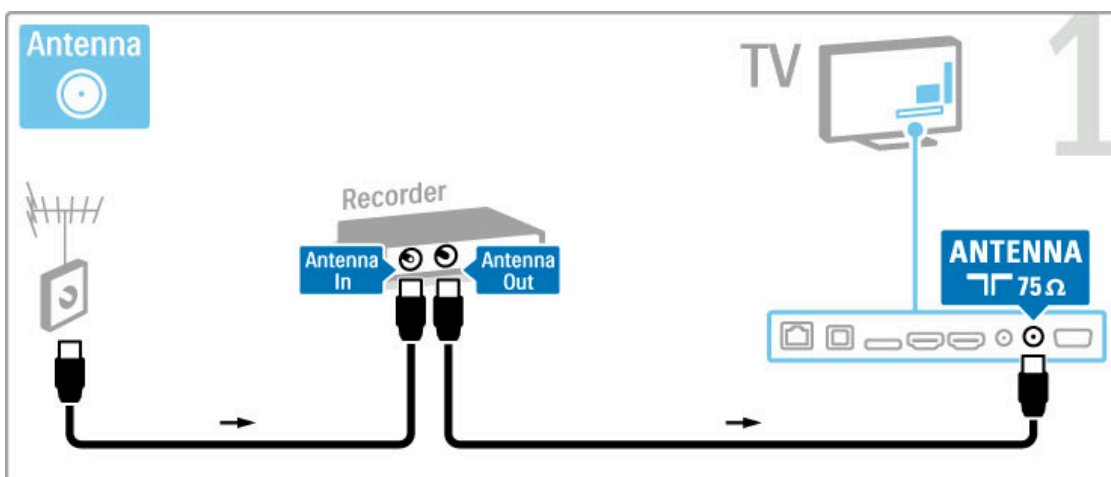 Antenna
TV
1
Recorder
Antenna
In
Antenna
Out
ANTENNA
75 Ω